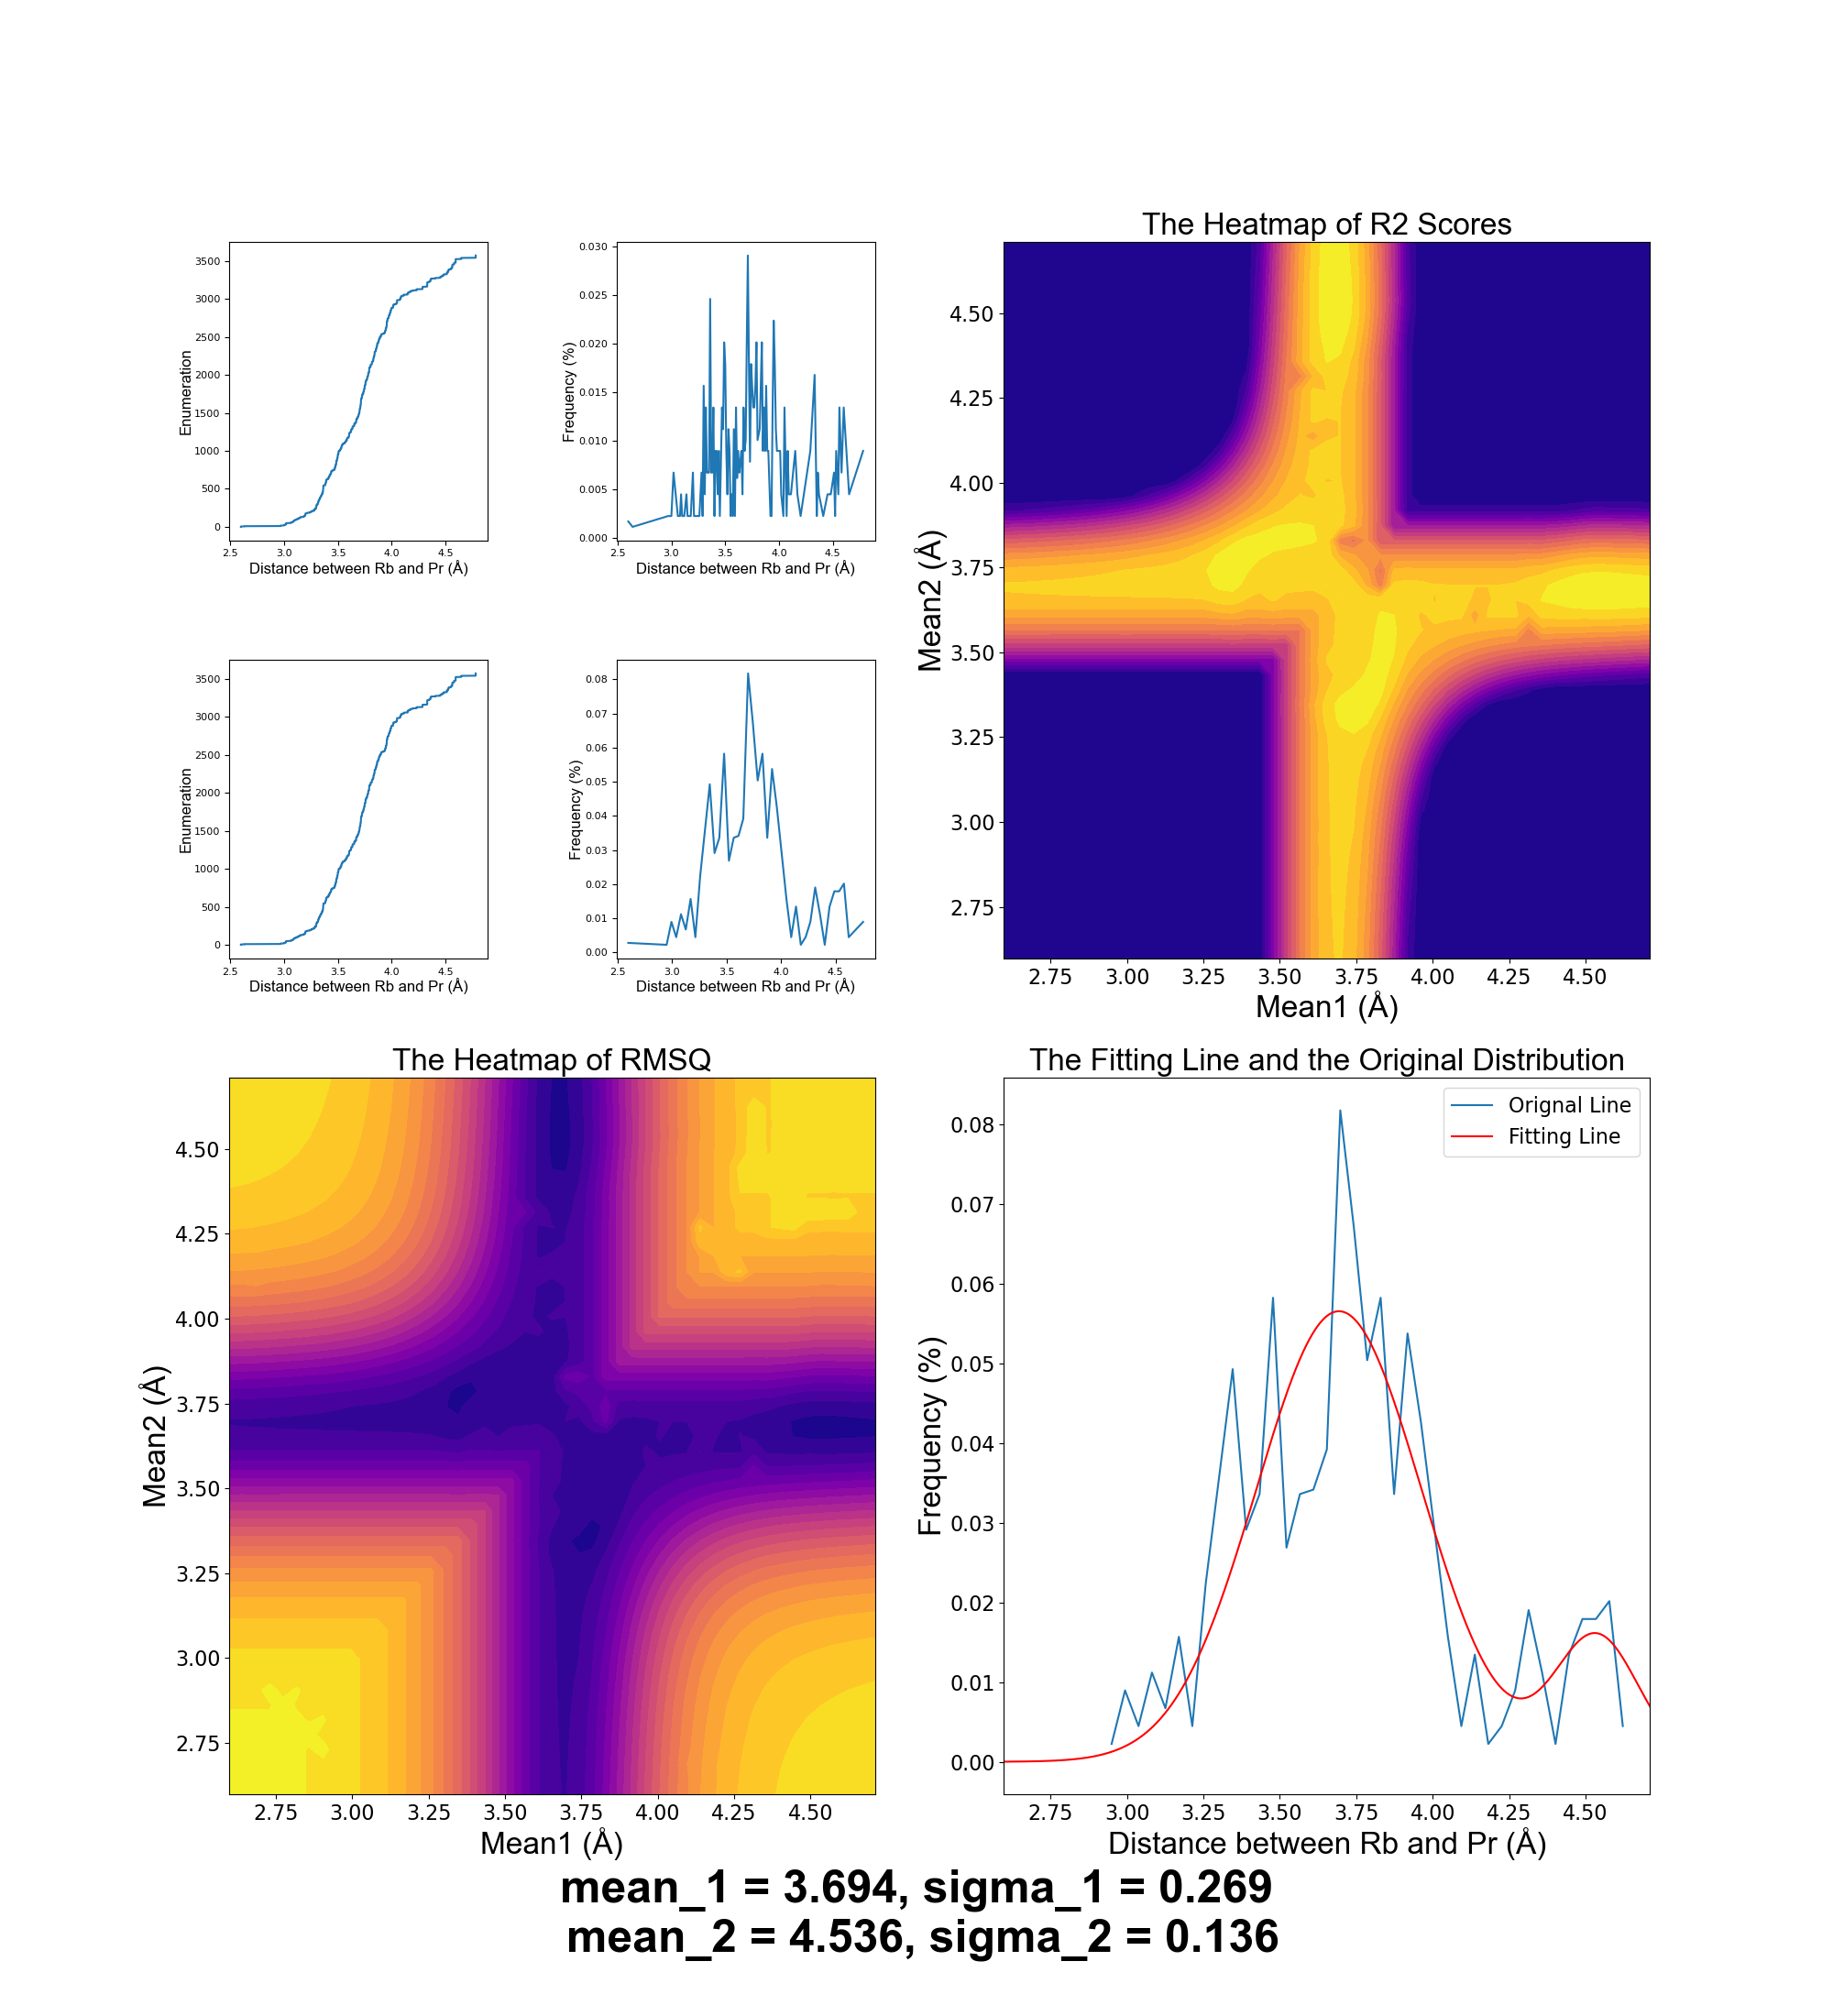 3500
3000
2500
2000
1500
1000
500
0
Enumeration
2.5 3.0 3.5 4.0 4.5
Distance between Rb and Pr (Å)
0.030
0.025
0.020
0.015
0.010
0.005
0.000
Frequency (%)
2.5 3.0 3.5 4.0 4.5
Distance between Rb and Pr (Å)
The Heatmap of R2 Scores
4.50
4.25
4.00
3.75
3.50
3.25
3.00
2.75
Mean2 (Å)
2.75 3.00 3.25 3.50 3.75 4.00 4.25 4.50
Mean1 (Å)
3500
3000
2500
2000
1500
1000
500
0
Enumeration
2.5 3.0 3.5 4.0 4.5
Distance between Rb and Pr (Å)
0.08
0.07
0.06
0.05
0.04
0.03
0.02
0.01
0.00
Frequency (%)
2.5 3.0 3.5 4.0 4.5
Distance between Rb and Pr (Å)
The Heatmap of RMSQ
4.50
4.25
4.00
3.75
3.50
3.25
3.00
2.75
Mean2 (Å)
2.75 3.00 3.25 3.50 3.75 4.00 4.25 4.50
Mean1 (Å)
The Fitting Line and the Original Distribution
Orignal Line
Fitting Line
0.08
0.07
0.06
0.05
0.04
0.03
0.02
0.01
0.00
Frequency (%)
2.75 3.00 3.25 3.50 3.75 4.00 4.25 4.50
Distance between Rb and Pr (Å)
mean_1 = 3.694, sigma_1 = 0.269
mean_2 = 4.536, sigma_2 = 0.136